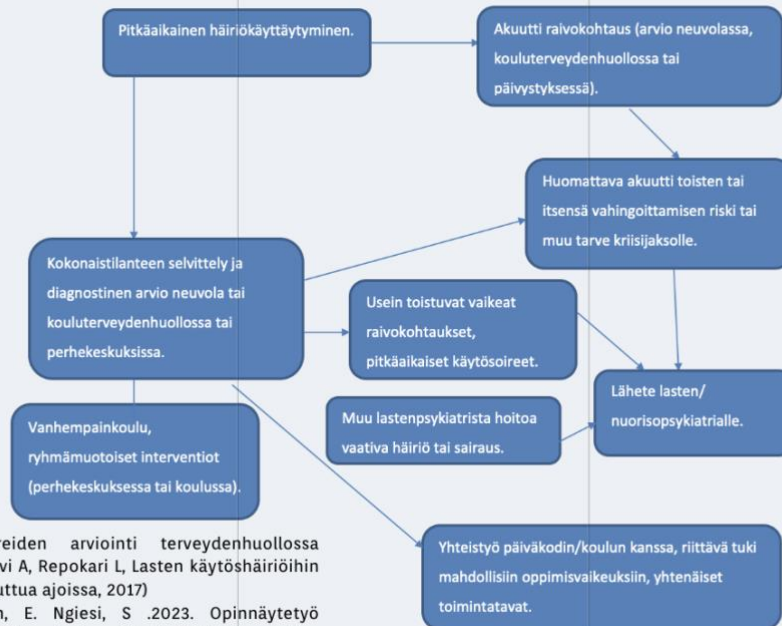 Pitkäaikainen häiriökäyttäytyminen.
Akuutti raivokohtaus (arvio neuvolassa,
kouluterveydenhuollossa tai
päivystyksessä).
Huomattava akuutti toisten tai
itsensä vahingoittamisen riski tai
muu tarve kriisijaksolle.
Kokonaistilanteen selvittely ja
diagnostinen arvio neuvola tai
kouluterveydenhuollossa tai
perhekeskuksissa.
Usein toistuvat vaikeat
raivokohtaukset,
pitkäaikaiset käytösoireet.
Lähete lasten/
nuorisopsykiatrialle.
Muu lastenpsykiatrista hoitoa
vaativa häiriö tai sairaus.
Vanhempainkoulu,
ryhmämuotoiset interventiot
(perhekeskuksessa tai koulussa).
Yhteistyö päiväkodin/koulun kanssa, riittävä tuki
mahdollisiin oppimisvaikeuksiin, yhtenäiset
toimintatavat.
reiden arviointi terveydenhuollossa
vi A, Repokari L, Lasten käytöshäiriöihin
uttua ajoissa, 2017)
n, E. Ngiesi, S .2023. Opinnäytetyö